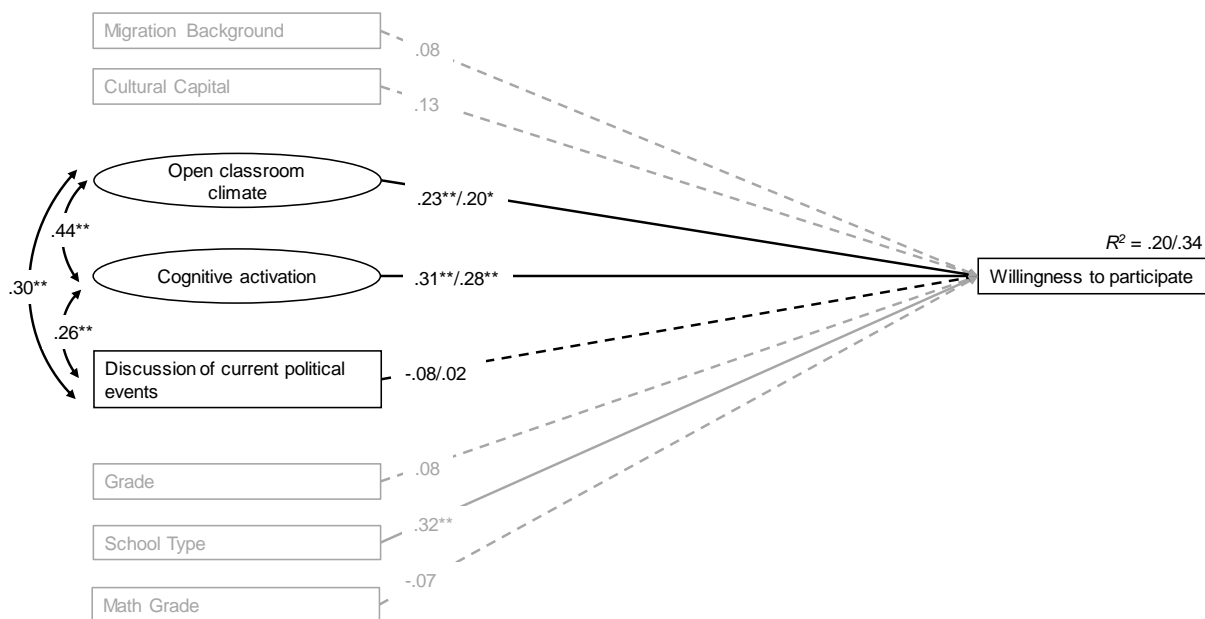 Migration Background
.08
Cultural Capital
.13
Open classroom
climate
.23**/.20*
.44**
R² = .20/.34
Cognitive activation
.31**/.28**
Willingness to participate
.30**
.26**
Discussion of current political
events
-.08/.02
Grade
.08
School Type
.32**
Math Grade
-.07